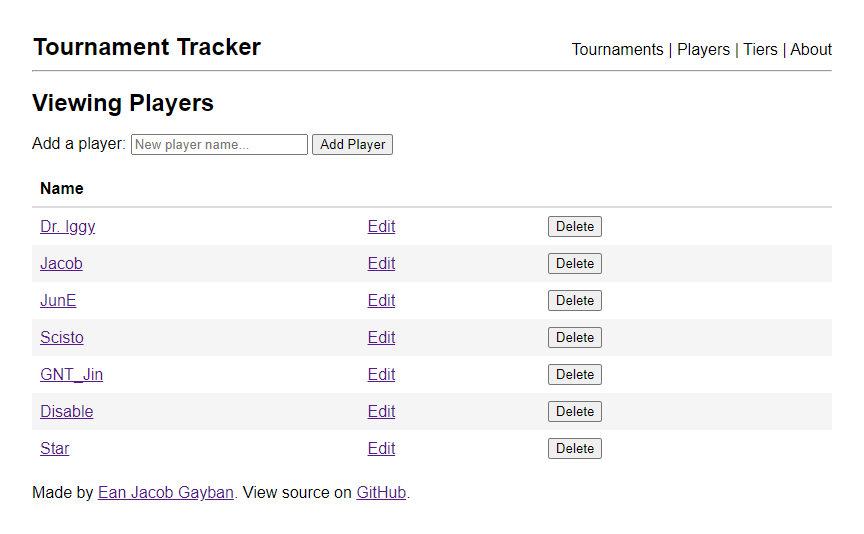 Tournament Tracker
Tournaments | Players | Tiers | About
Viewing Players
Add a player: New player name... Add Player
Name
Dr. Iggy Edit Delete
Jacob Edit Delete
JunE Edit Delete
Scisto Edit Delete
GNT_Jin Edit Delete
Disable Edit Delete
Star Edit Delete
Made by Ean Jacob Gayban. View source on GitHub.